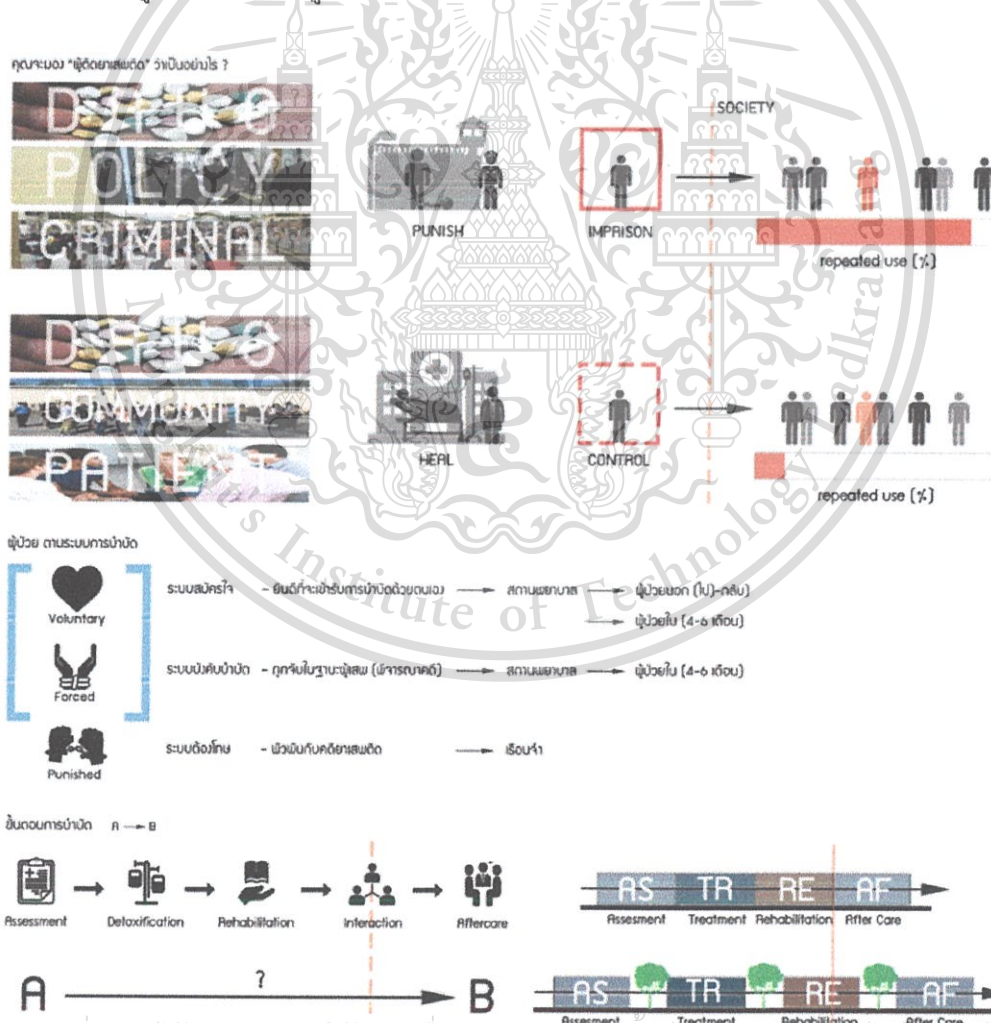 คุณจะมอง "ผู้ติดยาเสพติด" ว่าเป็นอย่างไร ?
DRUG
POLICY
CRIMINAL
PUNISH
IMPRISON
SOCIETY
repeated use (%)
DRUG
COMMUNITY
PATIENT
HEAL
CONTROL
repeated use (%)
ผู้ป่วย ตามระบบการบำบัด
Voluntary
ระบบสมัครใจ - ยินดีที่จะเข้ารับการบำบัดด้วยตนเอง → สถานพยาบาล → ผู้ป่วยนอก (ไป)-กลับ)
→ ผู้ป่วยใน (4-6 เดือน)
Forced
ระบบบังคับบำบัด - ถูกจับในฐานะผู้เสพ (พิจารณาคดี) → สถานพยาบาล → ผู้ป่วยใน (4-6 เดือน)
Punished
ระบบต้องโทษ - พัวพันกับคดียาเสพติด → เรือนจำ
ขั้นตอนการบำบัด A → B
Assessment → Detoxification → Rehabilitation → Interaction → Aftercare
AS TR RE AF
Assesment Treatment Rehabilitation After Care
A ? B
AS TR RE AF
Assesment Treatment Rehabilitation After Care
Institute of Technology Ladkrabang